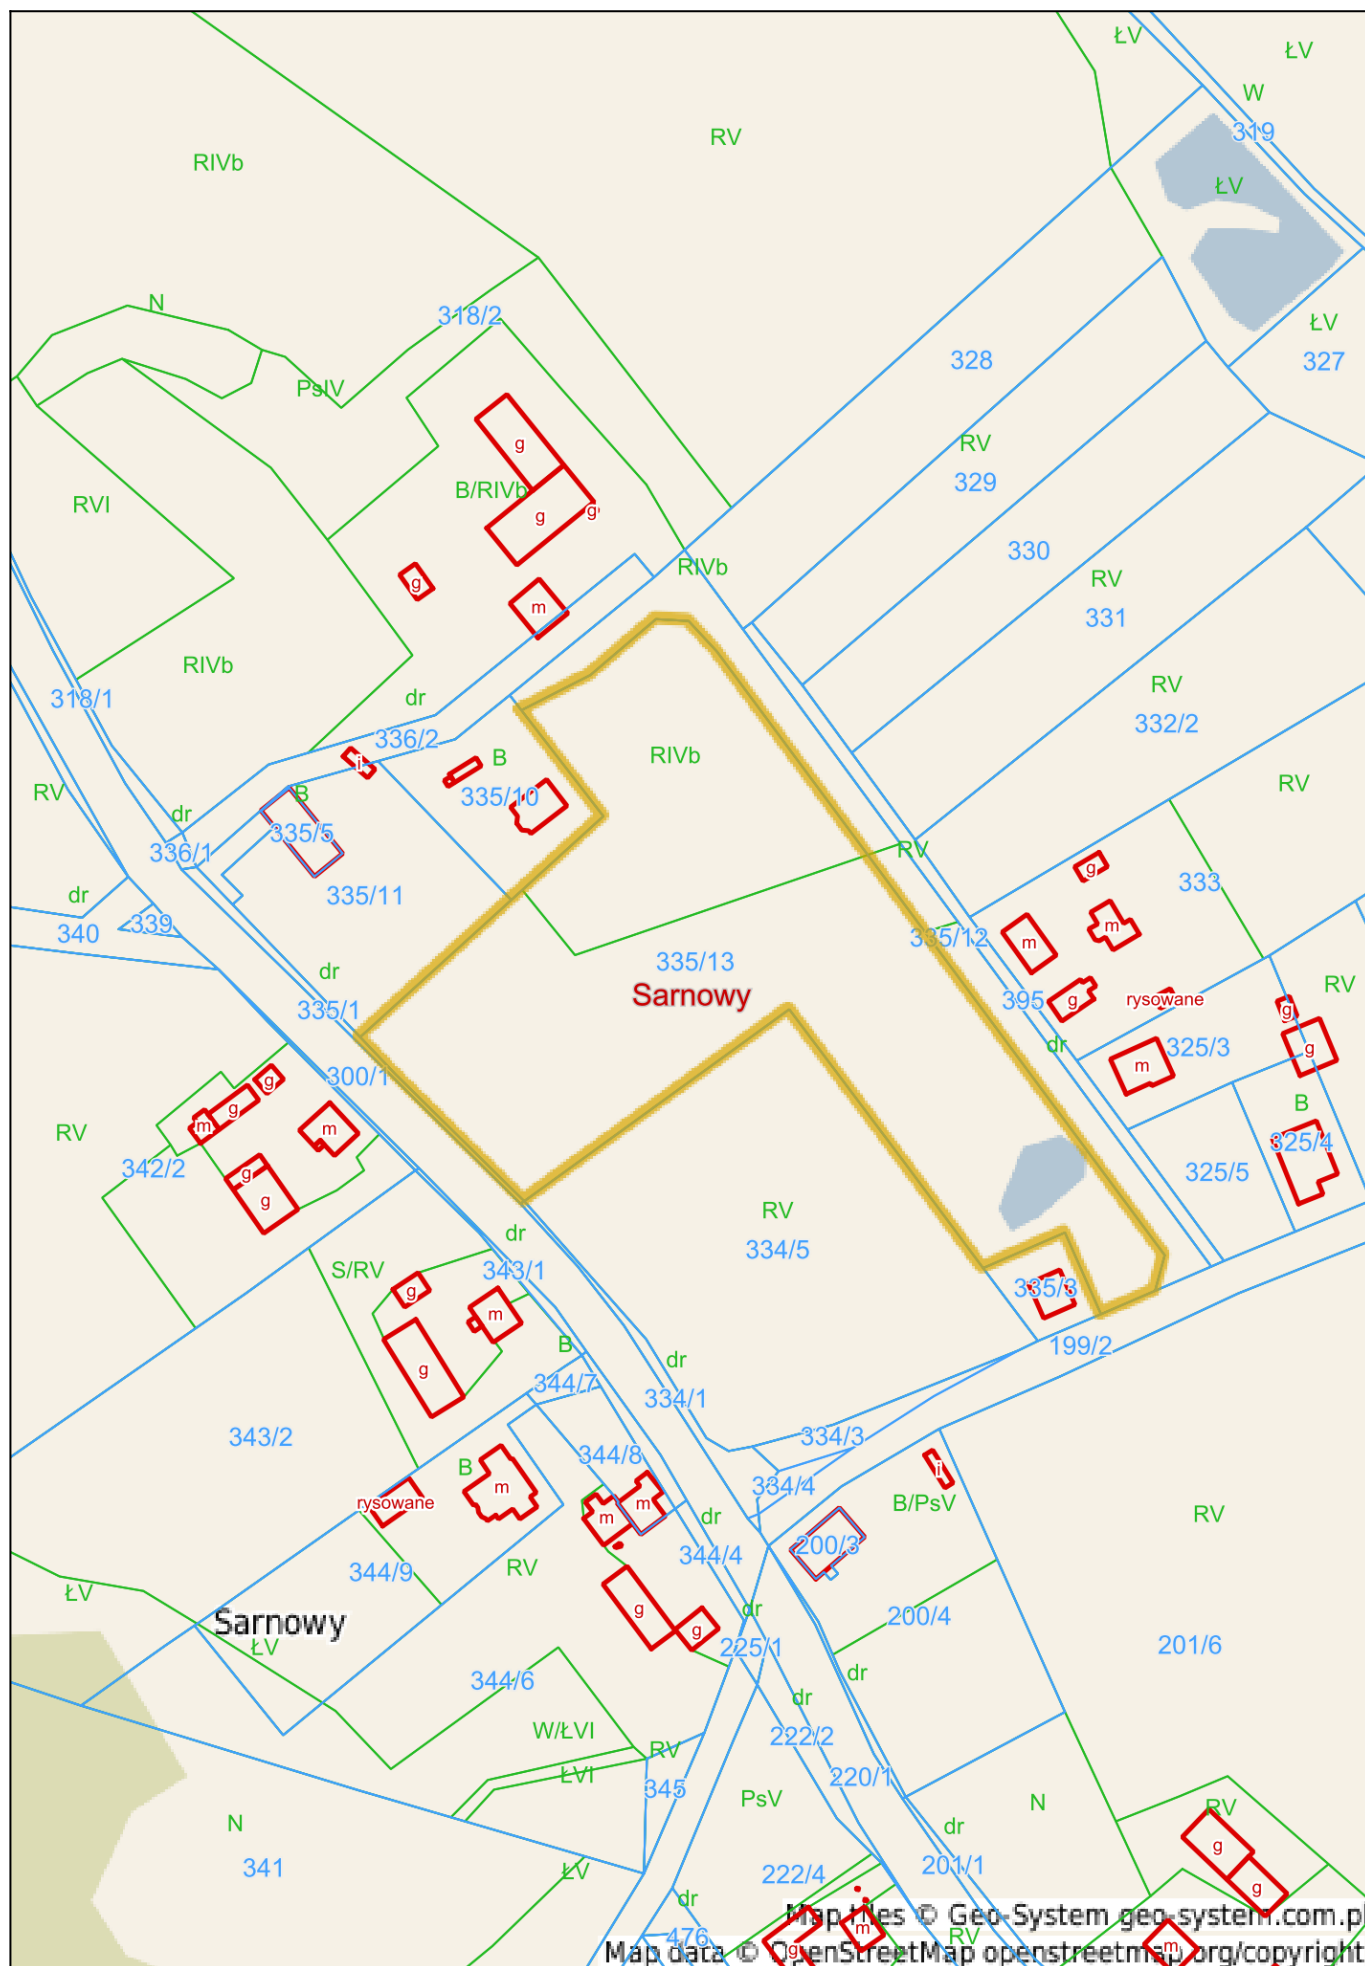 ŁV
ŁV
W
319
RV
RIVb
ŁV
N
318/2
ŁV
327
328
PsIV
g
RV
329
B/RIVb
RVI
g
g
330
RIVb
RV
g
m
331
RIVb
318/1
dr
RV
332/2
336/2
B
RIVb
i
RV
RV
B
335/10
dr
335/5
336/1
RV
g
333
dr
335/11
339
340
m
335/12
m
335/13
dr
Sarnowy
395
g
rysowane
RV
335/1
g
dr
325/3
g
m
300/1
g
g
B
m
m
RV
325/4
342/2
g
325/5
g
RV
dr
334/5
S/RV
343/1
g
335/3
m
B
199/2
dr
g
344/7
334/1
343/2
334/3
344/8
B
i
334/4
m
B/PsV
rysowane
m
m
dr
RV
200/3
344/4
RV
344/9
ŁV
g
dr
200/4
Sarnowy
g
225/1
ŁV
201/6
dr
344/6
dr
W/ŁVI
222/2
RV
ŁVI
220/1
345
PsV
N
RV
N
dr
g
341
201/1
ŁV
222/4
g
dr
Map tiles © Geo-System geo-system.com.pl
m
476
RV
g
m
Map data © OpenStreetMap openstreetmap.org/copyright